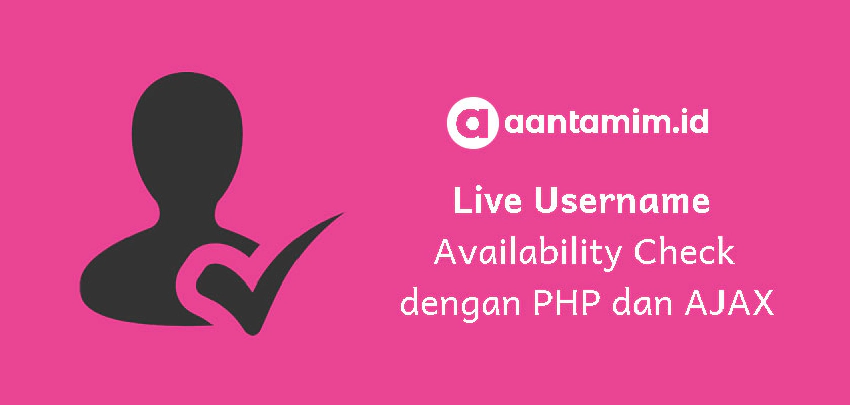 aantamim.id
Live Username
Availability Check
dengan PHP dan AJAX